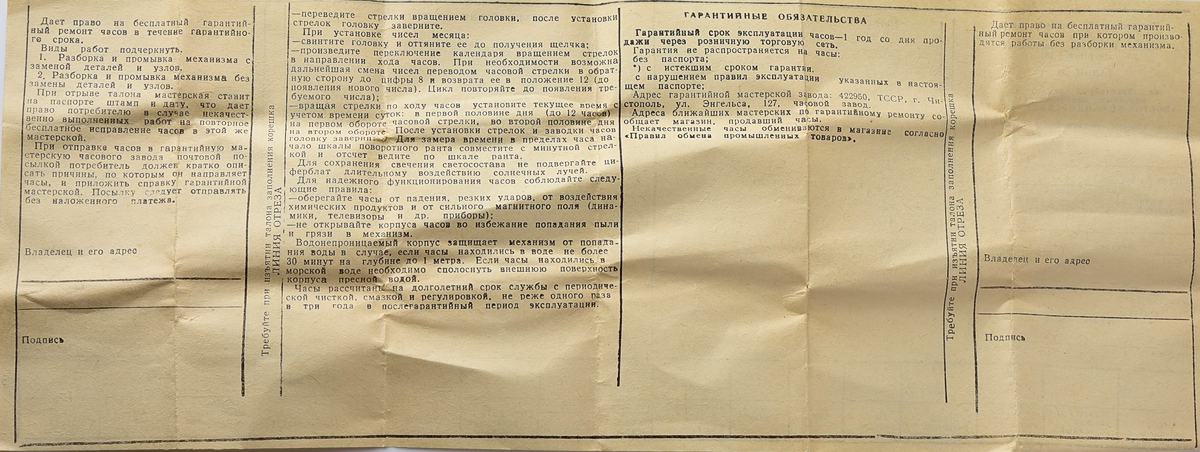 Дает право на бесплатный гарантий-
ный ремонт часов в течение гарантийно-
го срока.
Виды работ подчеркнуть.
1. Разборка и промывка механизма с
заменой деталей и узлов.
2. Разборка и промывка механизма без
замены деталей и узлов.
При отрыве талона мастерская ставит
на паспорте штамп и дату, что дает
право потребителю в случае некачест-
венно выполненных работ на повторное
бесплатное исправление часов в этой же
мастерской.
При отправке часов в гарантийную ма-
стерскую часового завода почтовой по-
сылкой потребитель должен кратко опи-
сать причины, по которым он направляет
часы, и приложить справку гарантийной
мастерской. Посылку следует отправлять
без наложенного платежа.
Владелец и его адрес
Подпись
Требуйте при изъятии талона заполнения корешка
ЛИНИЯ ОТРЕЗА
—переведите стрелки вращением головки, после установки
стрелок головку заверните.
При установке чисел месяца:
—свинтите головку и оттяните ее до получения щелчка;
—произведите переключение календаря вращением стрелок
в направлении хода часов. При необходимости возможна
дальнейшая смена чисел переводом часовой стрелки в обрат-
ную сторону до цифры 8 и возврата ее в положение 12 (до
появления нового числа). Цикл повторяйте до появления тре-
буемого числа);
—вращая стрелки по ходу часов установите текущее время с
учетом времени суток: в первой половине дня (до 12 часов)
на первом обороте часовой стрелки, во второй половине дня
на втором обороте. После установки стрелок и заводки часов
головку заверните. Для замера времени в пределах часа на-
чало шкалы поворотного ранта совместите с минутной стрел-
кой и отсчет ведите по шкале ранта.
Для сохранения свечения светосостава не подвергайте ци-
ферблат длительному воздействию солнечных лучей.
Для надежного функционирования часов соблюдайте следу-
ющие правила:
—оберегайте часы от падения, резких ударов, от воздействия
химических продуктов и от сильного магнитного поля (дина-
мики, телевизоры и др. приборы);
—не открывайте корпуса часов во избежание попадания пыли
и грязи в механизм.
Водонепроницаемый корпус защищает механизм от попада-
ния воды в случае, если часы находились в воде не более
30 минут на глубине до 1 метра. Если часы находились в
морской воде необходимо сполоснуть внешнюю поверхность
корпуса пресной водой.
Часы рассчитаны на долголетний срок службы с периодиче-
ской чисткой, смазкой и регулировкой, не реже одного раза
в три года в послегарантийный период эксплуатации.
ГАРАНТИЙНЫЕ ОБЯЗАТЕЛЬСТВА
Гарантийный срок эксплуатации часов—1 год со дня про-
дажи через розничную торговую сеть.
Гарантия не распространяется на часы:
без паспорта;
*) с истекшим сроком гарантии.
с нарушением правил эксплуатации указанных в настоя-
щем паспорте;
Адрес гарантийной мастерской завода: 422950, ТССР, г. Чи-
стополь, ул. Энгельса, 127, часовой завод.
Адреса ближайших мастерских по гарантийному ремонту со-
общает магазин, продавший часы.
Некачественные часы обмениваются в магазине согласно
«Правил обмена промышленных товаров».
Требуйте при изъятии талона заполнения корешка
ЛИНИЯ ОТРЕЗА
Дает право на бесплатный гарантий-
ный ремонт часов при котором произво-
дятся работы без разборки механизма.
Владелец и его адрес
Подпись